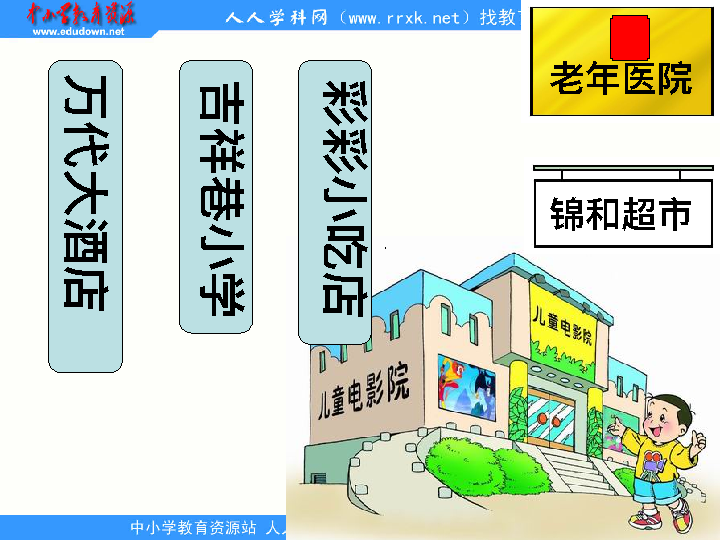 中小学教育资源
www.edudown.net
人人学科网（www.rrxk.net）找教
万代大酒店
吉祥巷小学
彩彩小吃店
老年医院
锦和超市
儿童电影院
儿童电影院
中小学教育资源站 人